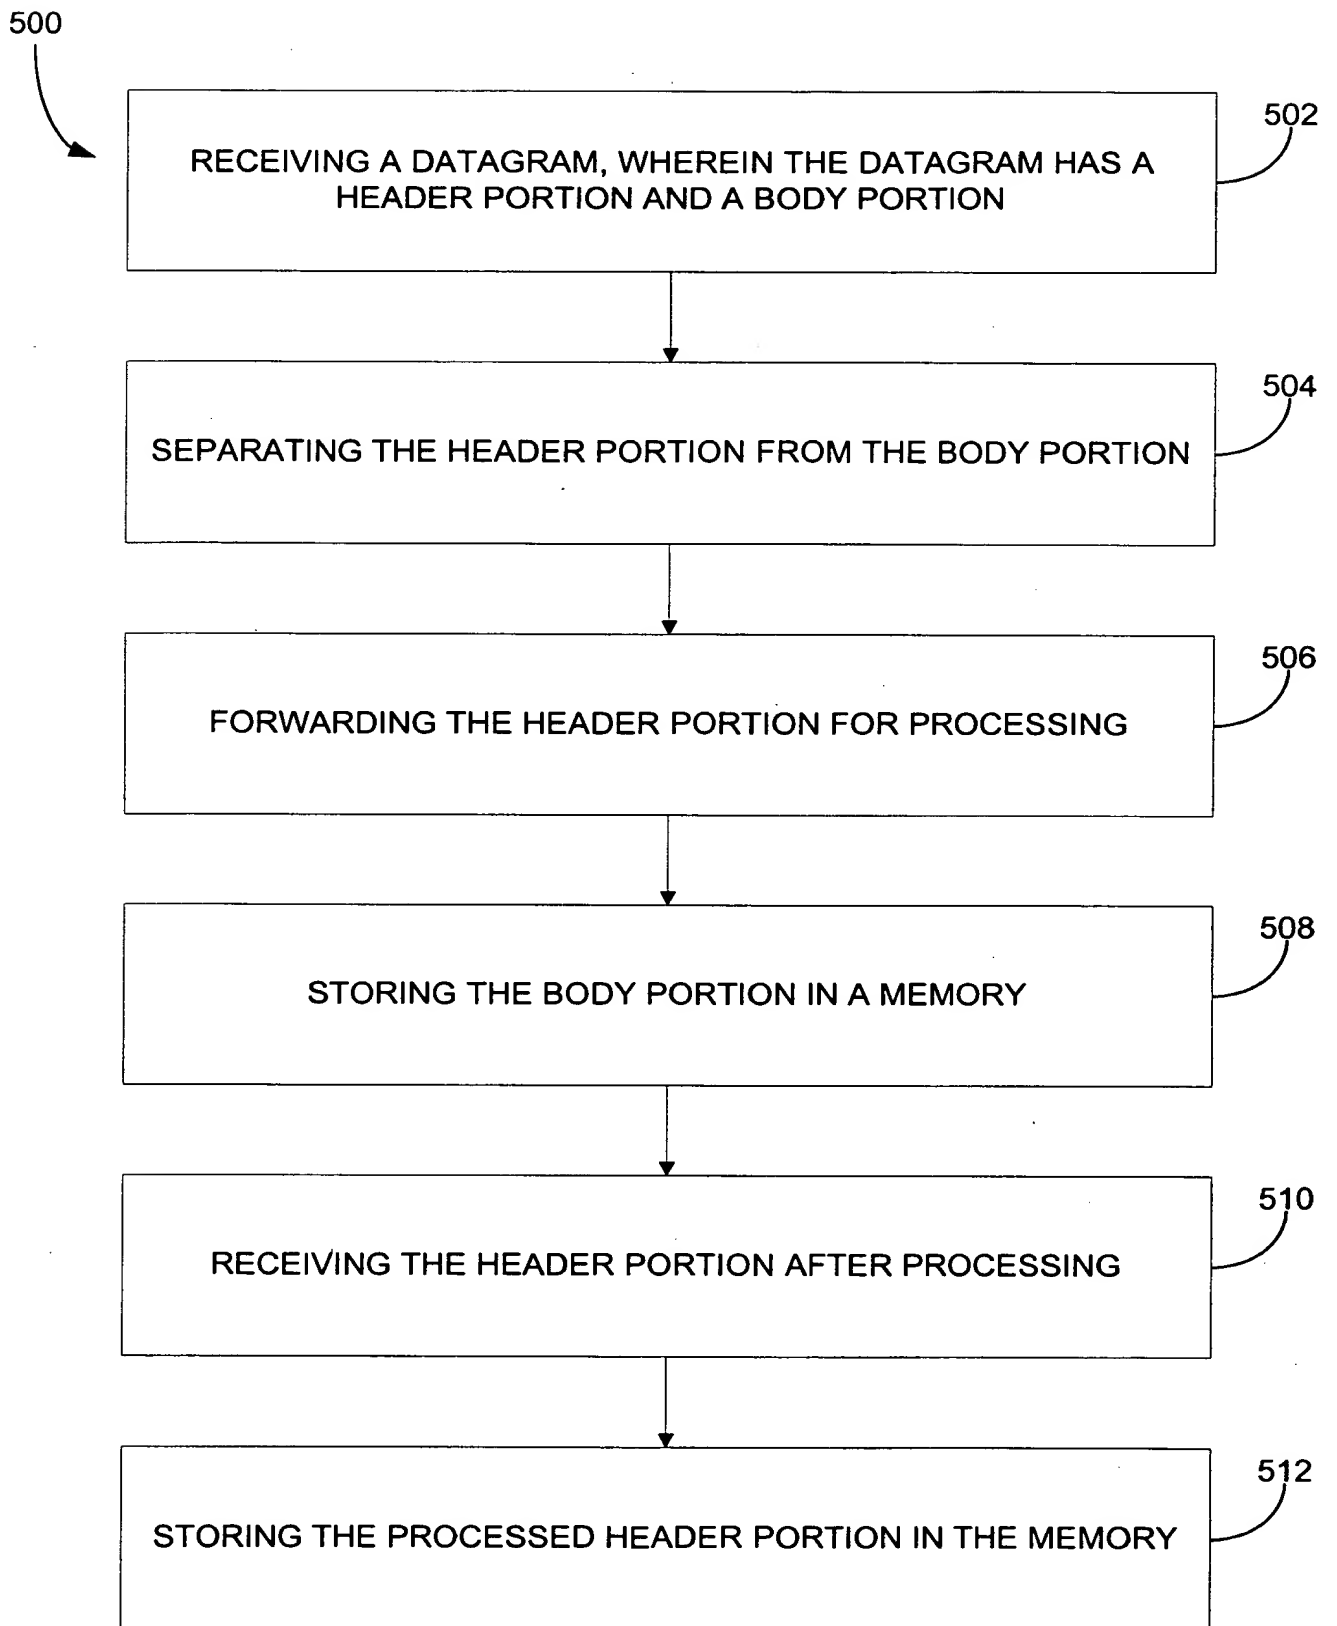 500
502
RECEIVING A DATAGRAM, WHEREIN THE DATAGRAM HAS A
HEADER PORTION AND A BODY PORTION
504
SEPARATING THE HEADER PORTION FROM THE BODY PORTION
506
FORWARDING THE HEADER PORTION FOR PROCESSING
508
STORING THE BODY PORTION IN A MEMORY
510
RECEIVING THE HEADER PORTION AFTER PROCESSING
512
STORING THE PROCESSED HEADER PORTION IN THE MEMORY